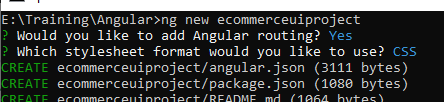 E:\Training\Angular>ng new ecommerceuiproject
? Would you like to add Angular routing? Yes
? Which stylesheet format would you like to use? CSS
CREATE ecommerceuiproject/angular.json (3111 bytes)
CREATE ecommerceuiproject/package.json (1080 bytes)
CREATE ecommerceuiproject/README.md (1064 bytes)